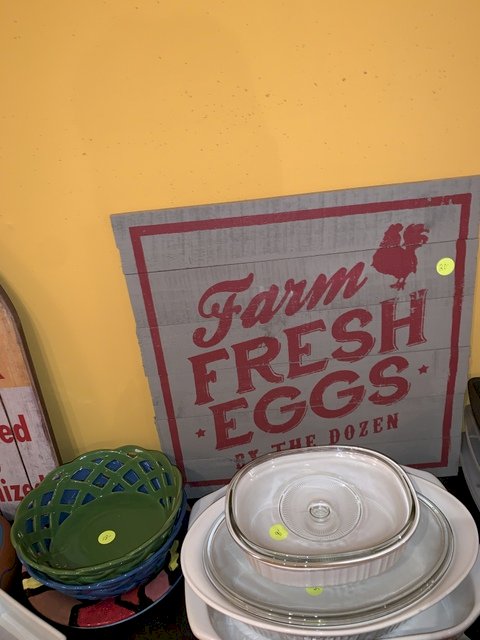 Farm
FRESH
EGGS
BY THE DOZEN
ed
ized